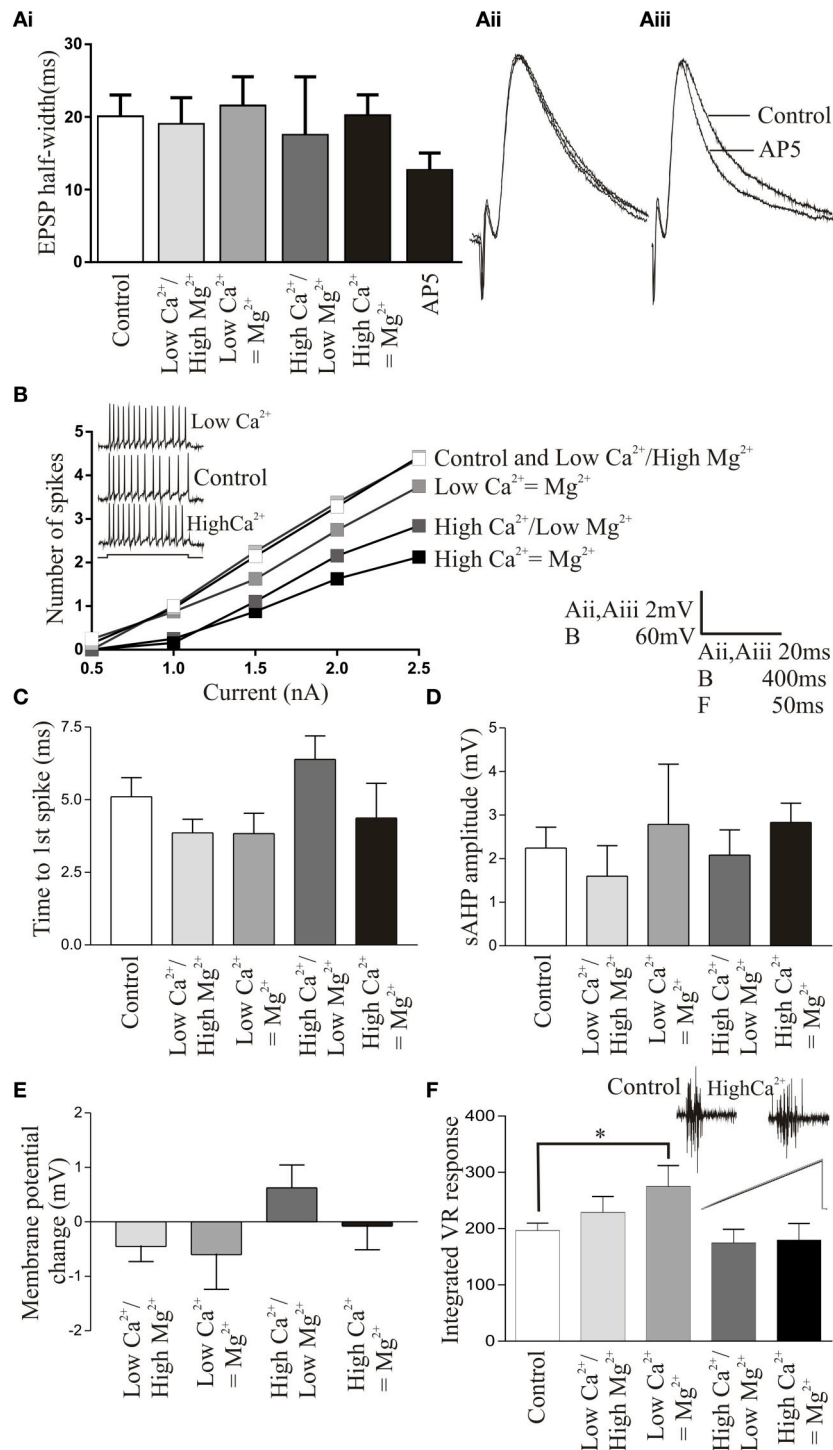 Ai
Aii
Aiii
30
20
10
0
EPSP half-width(ms)
Control
Low Ca²⁺/
High Mg²⁺
Low Ca²⁺
= Mg²⁺
High Ca²⁺/
Low Mg²⁺
High Ca²⁺
= Mg²⁺
AP5
Control
AP5
B
Low Ca²⁺
Control
HighCa²⁺
5
4
3
2
1
0
Number of spikes
0.5
1.0
1.5
2.0
2.5
Current (nA)
Control and Low Ca²⁺/High Mg²⁺
Low Ca²⁺= Mg²⁺
High Ca²⁺/Low Mg²⁺
High Ca²⁺= Mg²⁺
Aii,Aiii 2mV
B 60mV
Aii,Aiii 20ms
B 400ms
F 50ms
C
7.5
5.0
2.5
0.0
Time to 1st spike (ms)
Control
Low Ca²⁺/
High Mg²⁺
Low Ca²⁺
= Mg²⁺
High Ca²⁺/
Low Mg²⁺
High Ca²⁺
= Mg²⁺
D
5
4
3
2
1
0
sAHP amplitude (mV)
Control
Low Ca²⁺/
High Mg²⁺
Low Ca²⁺
= Mg²⁺
High Ca²⁺/
Low Mg²⁺
High Ca²⁺
= Mg²⁺
E
2
1
0
-1
-2
Membrane potential
change (mV)
Low Ca²⁺/
High Mg²⁺
Low Ca²⁺
= Mg²⁺
High Ca²⁺/
Low Mg²⁺
High Ca²⁺
= Mg²⁺
F
Control
HighCa²⁺
*
400
300
200
100
0
Integrated VR response
Control
Low Ca²⁺/
High Mg²⁺
Low Ca²⁺
= Mg²⁺
High Ca²⁺/
Low Mg²⁺
High Ca²⁺
= Mg²⁺